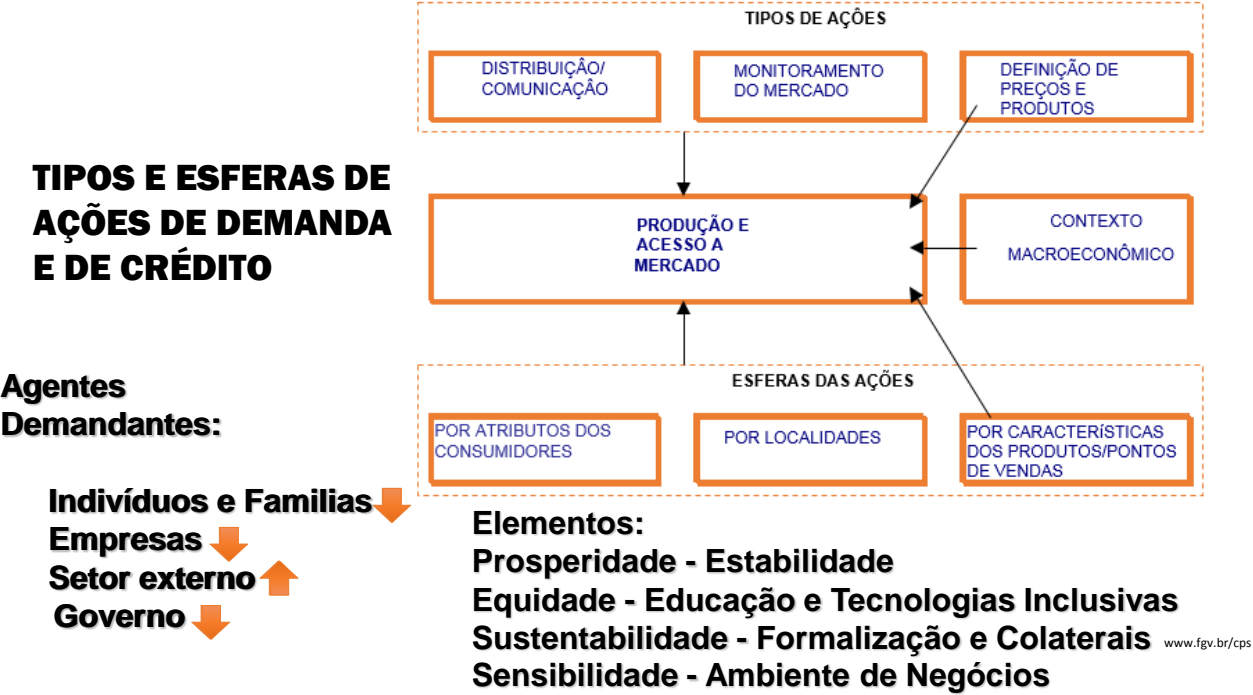 TIPOS DE AÇÔES
DISTRIBUIÇÂO/
COMUNICAÇÂO
MONITORAMENTO
DO MERCADO
DEFINIÇÃO DE
PREÇOS E
PRODUTOS
TIPOS E ESFERAS DE
AÇÕES DE DEMANDA
E DE CRÉDITO
PRODUÇÃO E
ACESSO A
MERCADO
CONTEXTO
MACROECONÔMICO
Agentes
Demandantes:
Indivíduos e Familias
Empresas
Setor externo
Governo
ESFERAS DAS AÇÕES
POR ATRIBUTOS DOS
CONSUMIDORES
POR LOCALIDADES
POR CARACTERÍSTICAS
DOS PRODUTOS/PONTOS
DE VENDAS
Elementos:
Prosperidade - Estabilidade
Equidade - Educação e Tecnologias Inclusivas
Sustentabilidade - Formalização e Colaterais
www.fgv.br/cps
Sensibilidade - Ambiente de Negócios